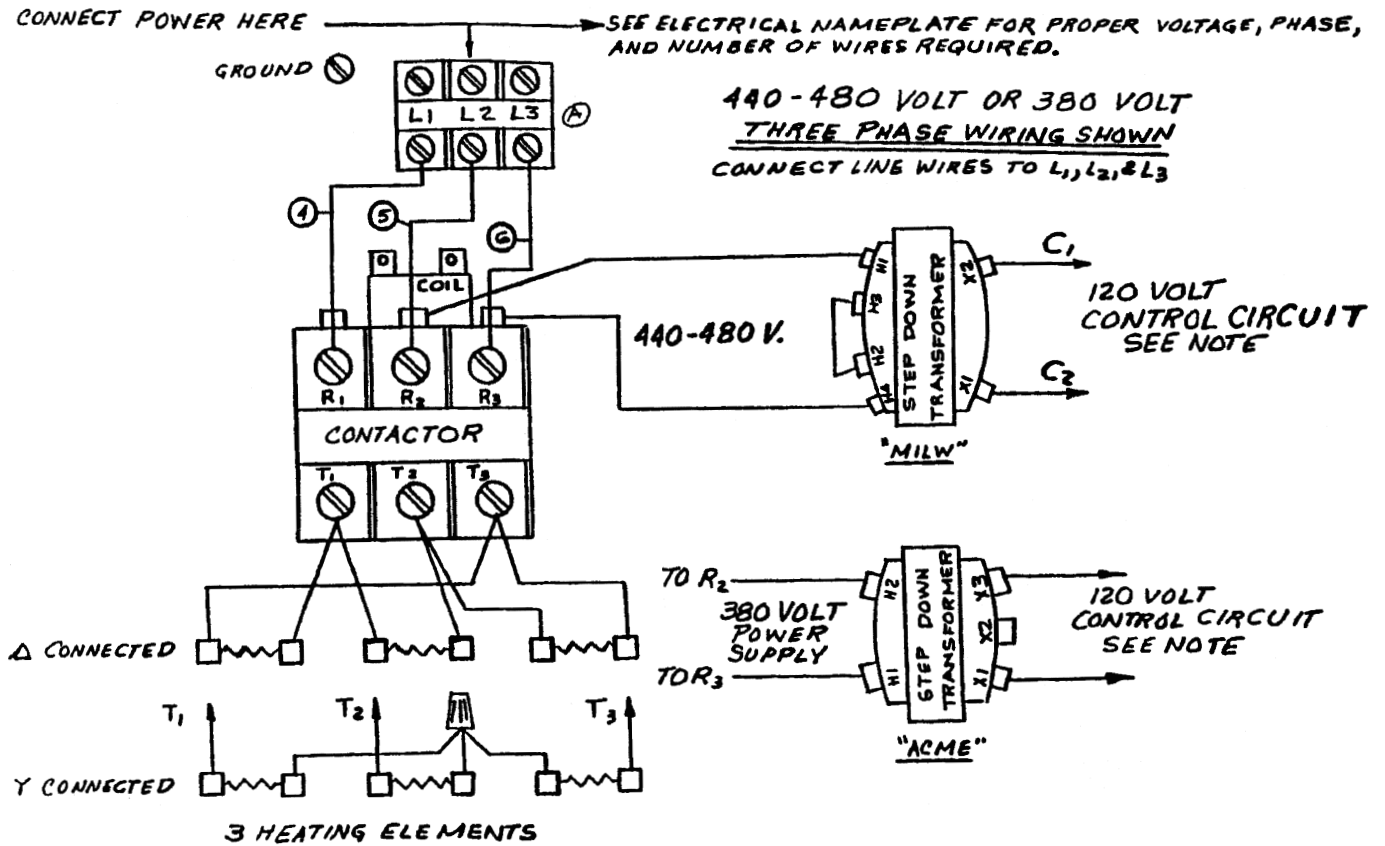 CONNECT POWER HERE
SEE ELECTRICAL NAMEPLATE FOR PROPER VOLTAGE, PHASE,
AND NUMBER OF WIRES REQUIRED.
GROUND
L1 L2 L3
A
440-480 VOLT OR 380 VOLT
THREE PHASE WIRING SHOWN
CONNECT LINE WIRES TO L1, L2, & L3
4
5
6
COIL
R1 R2 R3
CONTACTOR
T1 T2 T3
440-480 V.
H1
H3
H2
H4
STEP DOWN
TRANSFORMER
X2
X1
C1
120 VOLT
CONTROL CIRCUIT
SEE NOTE
C2
"MILW"
TO R2
380 VOLT
POWER
SUPPLY
TO R3
H2
H1
STEP DOWN
TRANSFORMER
X3
X2
X1
120 VOLT
CONTROL CIRCUIT
SEE NOTE
"ACME"
Δ CONNECTED
T1 T2 T3
Y CONNECTED
3 HEATING ELEMENTS